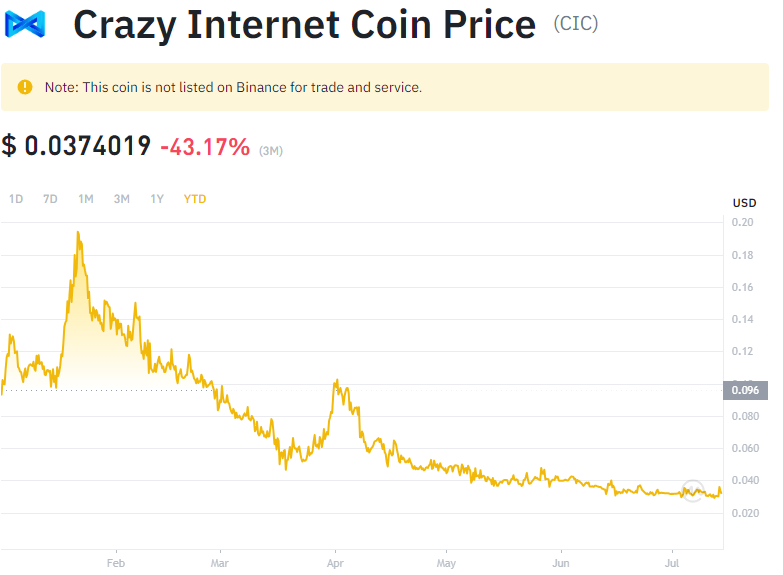 Crazy Internet Coin Price (CIC)
Note: This coin is not listed on Binance for trade and service.
$ 0.0374019 -43.17% (3M)
1D 7D 1M 3M 1Y YTD
USD
0.20
0.18
0.16
0.14
0.12
0.096
0.080
0.060
0.040
0.020
Feb Mar Apr May Jun Jul